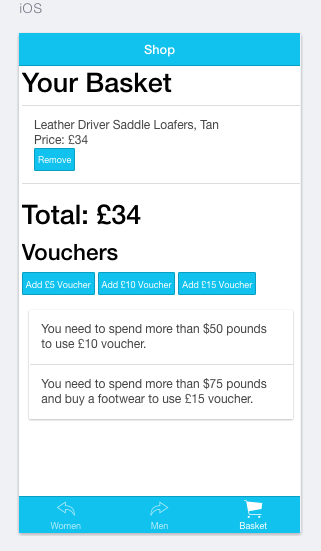 iOS
Shop
Your Basket
Leather Driver Saddle Loafers, Tan
Price: £34
Remove
Total: £34
Vouchers
Add £5 Voucher Add £10 Voucher Add £15 Voucher
You need to spend more than $50 pounds
to use £10 voucher.
You need to spend more than $75 pounds
and buy a footwear to use £15 voucher.
Women Men Basket